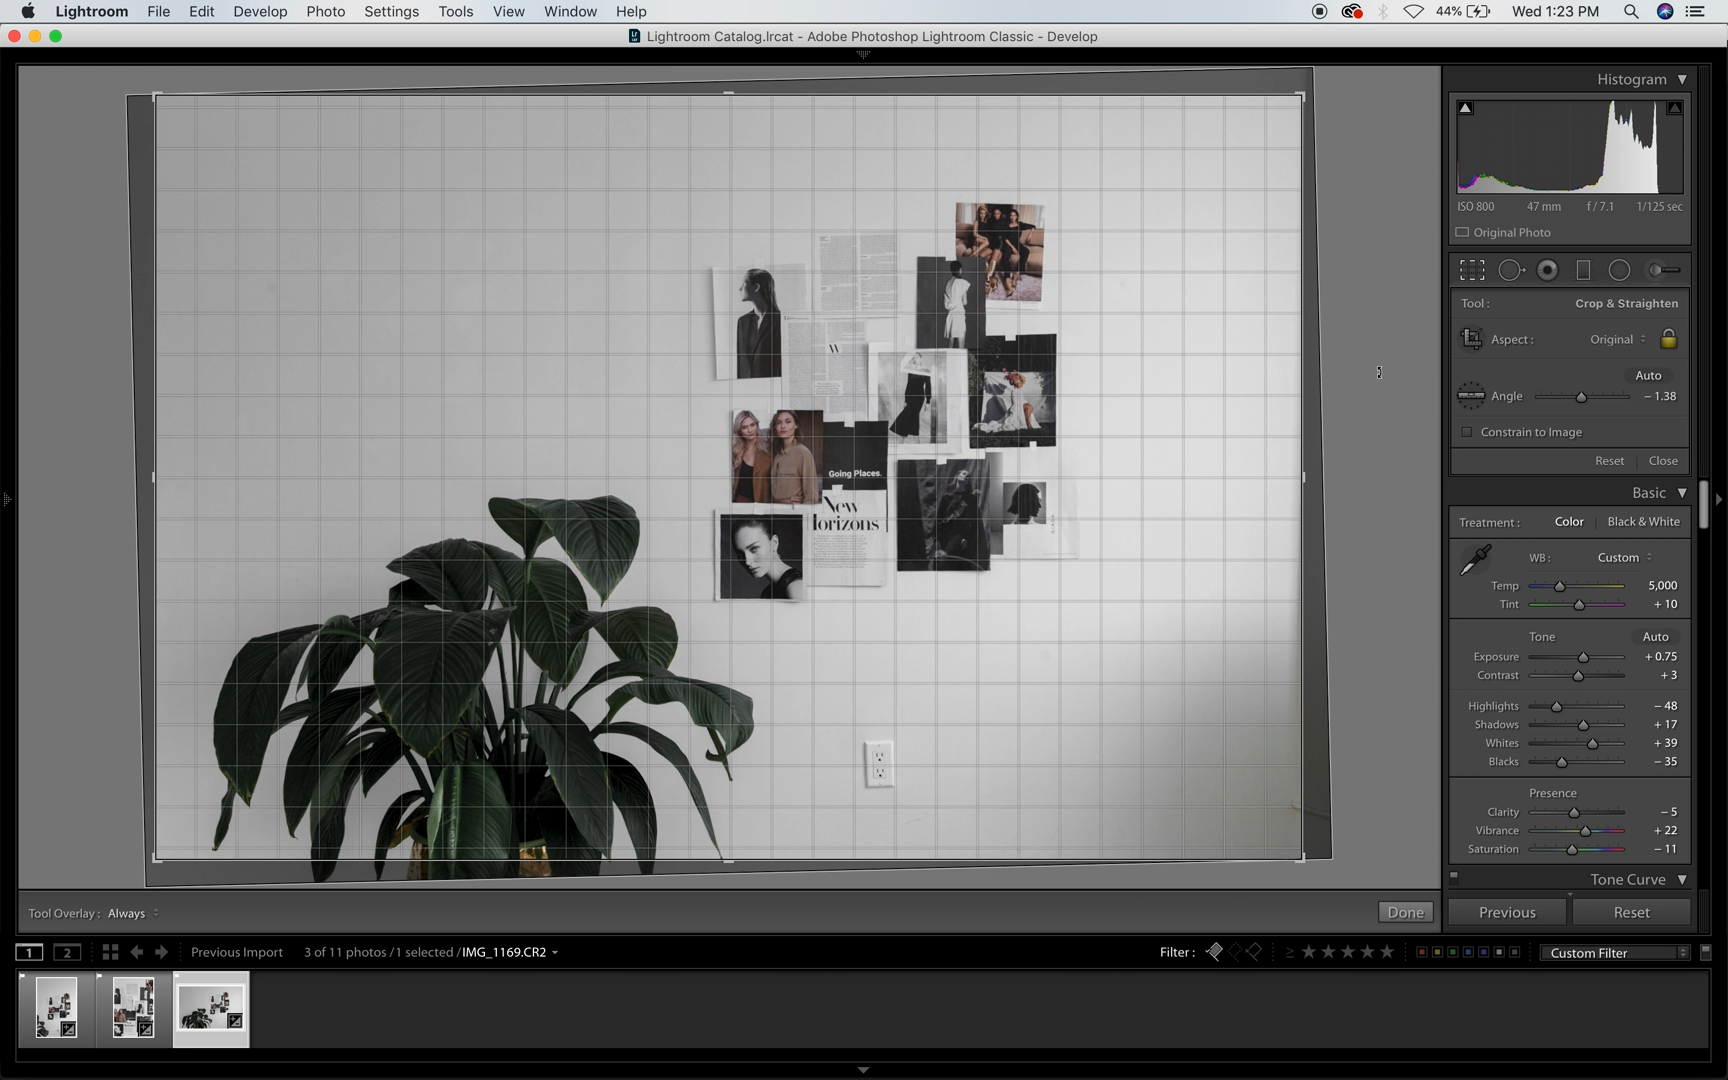 Lightroom File Edit Develop Photo Settings Tools View Window Help 44% Wed 1:23 PM
Lr Lightroom Catalog.lrcat - Adobe Photoshop Lightroom Classic - Develop
Histogram
ISO 800 47 mm f / 7.1 1/125 sec
Original Photo
Tool : Crop & Straighten
Aspect : Original
Auto
Angle - 1.38
Constrain to Image
Reset Close
Basic
Treatment : Color Black & White
WB: Custom
Temp 5,000
Tint + 10
Tone Auto
Exposure + 0.75
Contrast + 3
Highlights - 48
Shadows + 17
Whites + 39
Blacks - 35
Presence
Clarity - 5
Vibrance + 22
Saturation - 11
Tone Curve
Previous Reset
W
Going Places.
New
Horizons
Tool Overlay : Always Done
1 2 Previous Import 3 of 11 photos / 1 selected / IMG_1169.CR2 Filter : ≥ Custom Filter